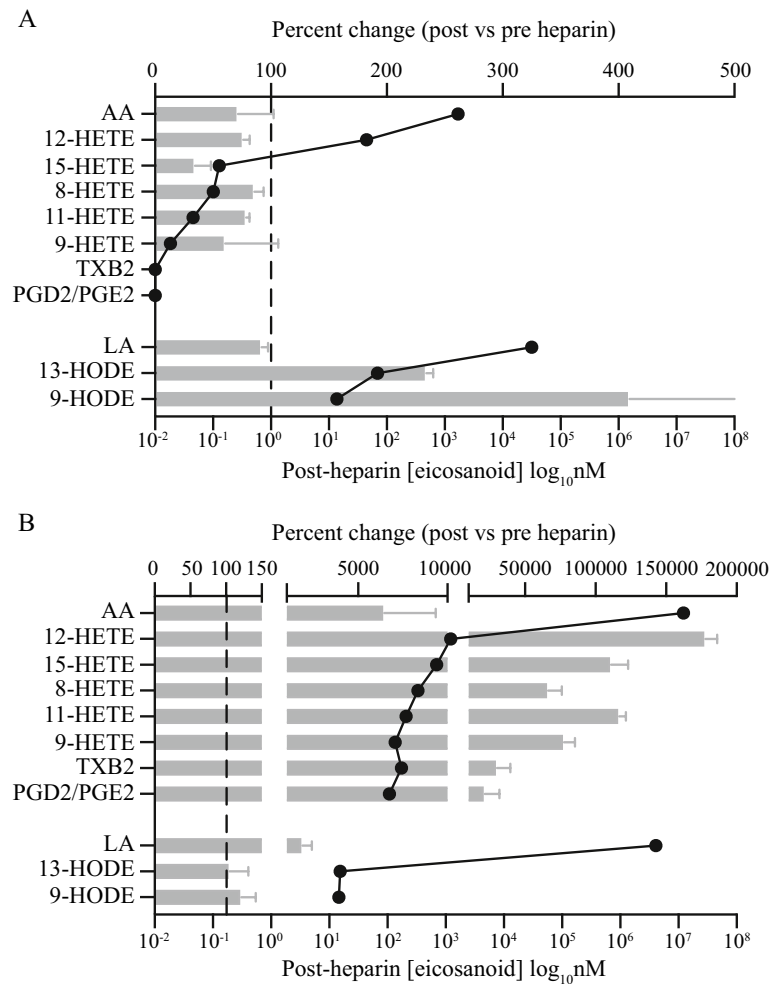 A
Percent change (post vs pre heparin)
0 100 200 300 400 500
AA
12-HETE
15-HETE
8-HETE
11-HETE
9-HETE
TXB2
PGD2/PGE2
LA
13-HODE
9-HODE
10-2 10-1 100 101 102 103 104 105 106 107 108
Post-heparin [eicosanoid] log10nM
B
Percent change (post vs pre heparin)
0 50 100 150 5000 10000 500000 100000 150000 200000
AA
12-HETE
15-HETE
8-HETE
11-HETE
9-HETE
TXB2
PGD2/PGE2
LA
13-HODE
9-HODE
10-2 10-1 100 101 102 103 104 105 106 107 108
Post-heparin [eicosanoid] log10nM